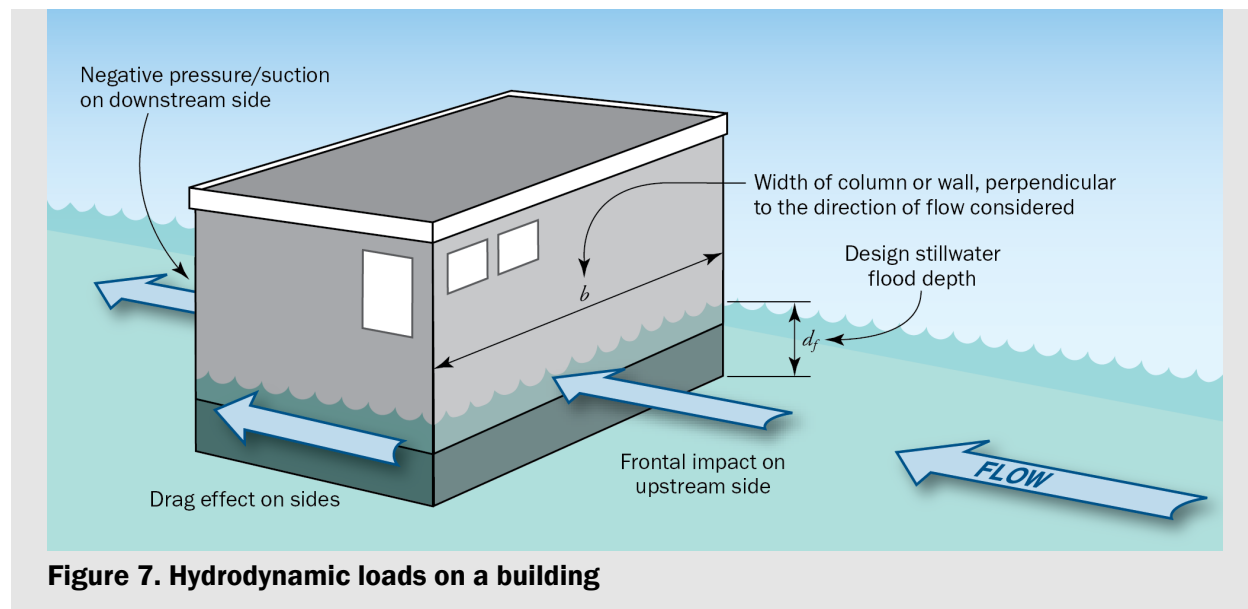 Negative pressure/suction
on downstream side
Width of column or wall, perpendicular
to the direction of flow considered
Design stillwater
flood depth
b
df
Frontal impact on
upstream side
FLOW
Drag effect on sides
Figure 7. Hydrodynamic loads on a building